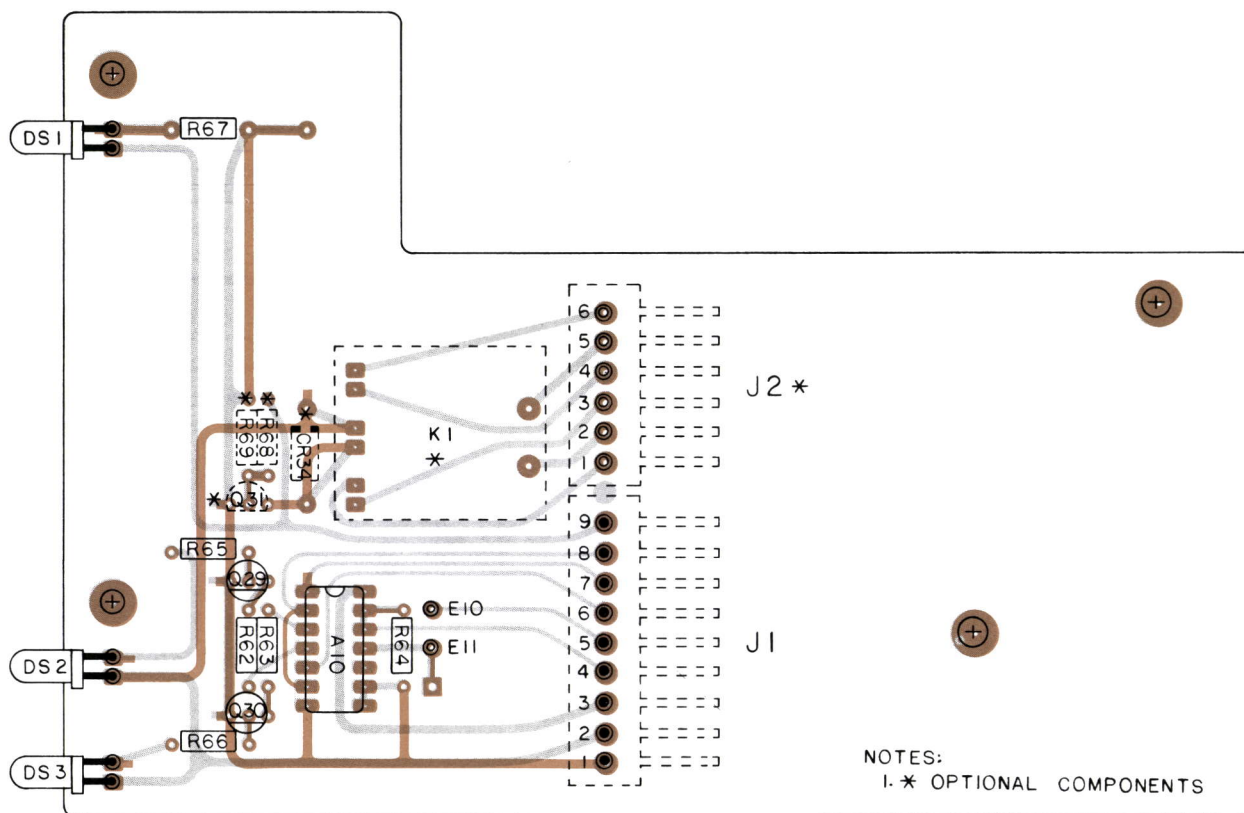 DS1
R67
6
5
4
3
2
1
J2*
K1
*
*
*
*
R69
R68
CR34
*
Q31
9
8
7
6
5
4
3
2
1
J1
R65
Q29
R62
R63
A10
R64
E10
E11
DS2
Q30
R66
DS3
NOTES:
1. * OPTIONAL COMPONENTS